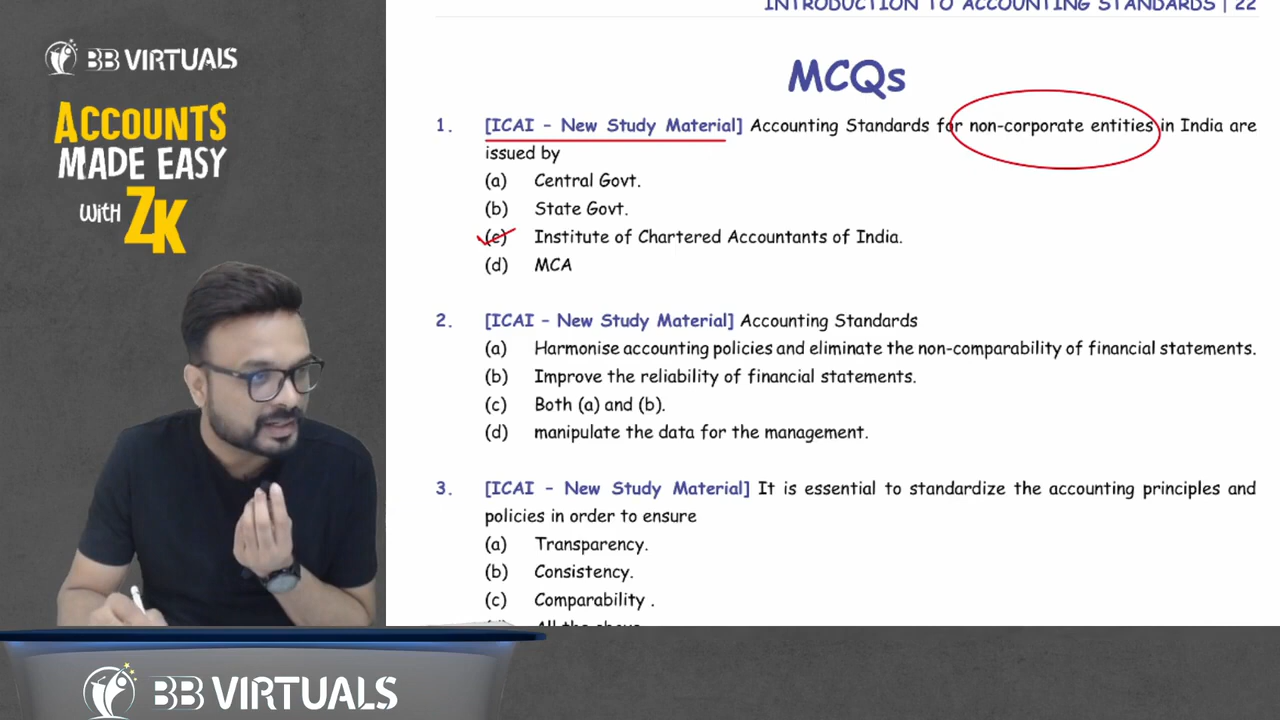 INTRODUCTION TO ACCOUNTING STANDARDS | 22
BB VIRTUALS
ACCOUNTS
MADE EASY
WITH ZK
MCQs
1. [ICAI – New Study Material] Accounting Standards for non-corporate entities in India are
issued by
(a) Central Govt.
(b) State Govt.
(c) Institute of Chartered Accountants of India.
(d) MCA
2. [ICAI – New Study Material] Accounting Standards
(a) Harmonise accounting policies and eliminate the non-comparability of financial statements.
(b) Improve the reliability of financial statements.
(c) Both (a) and (b).
(d) manipulate the data for the management.
3. [ICAI – New Study Material] It is essential to standardize the accounting principles and
policies in order to ensure
(a) Transparency.
(b) Consistency.
(c) Comparability .
All the above
BB VIRTUALS